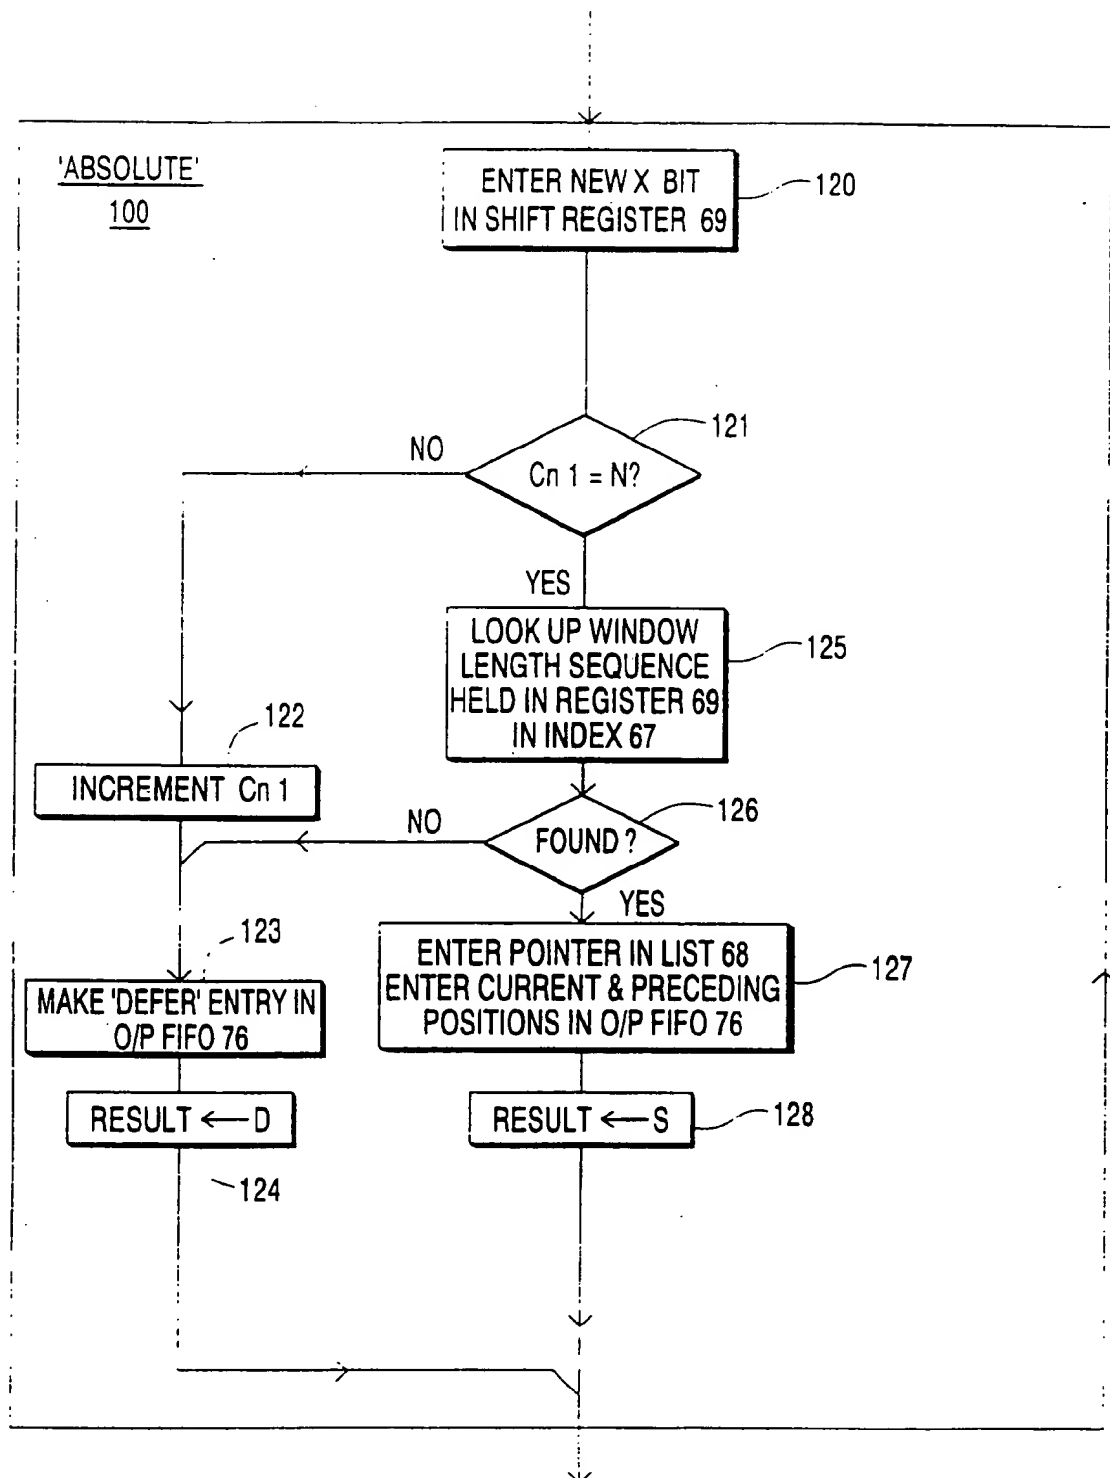 'ABSOLUTE'
100
ENTER NEW X BIT
IN SHIFT REGISTER 69
120
Cn 1 = N?
121
NO
YES
LOOK UP WINDOW
LENGTH SEQUENCE
HELD IN REGISTER 69
IN INDEX 67
125
122
INCREMENT Cn 1
FOUND ?
126
NO
YES
123
MAKE 'DEFER' ENTRY IN
O/P FIFO 76
ENTER POINTER IN LIST 68
ENTER CURRENT & PRECEDING
POSITIONS IN O/P FIFO 76
127
RESULT ← D
124
RESULT ← S
128